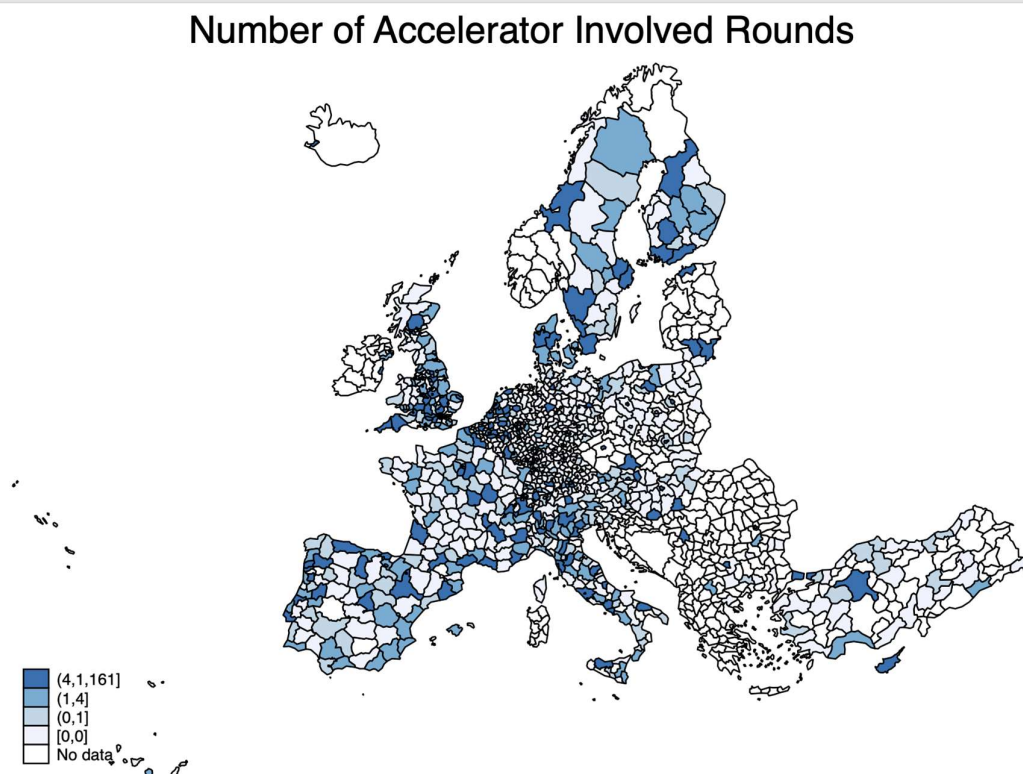 Number of Accelerator Involved Rounds
(4,1,161]
(1,4]
(0,1]
[0,0]
No data